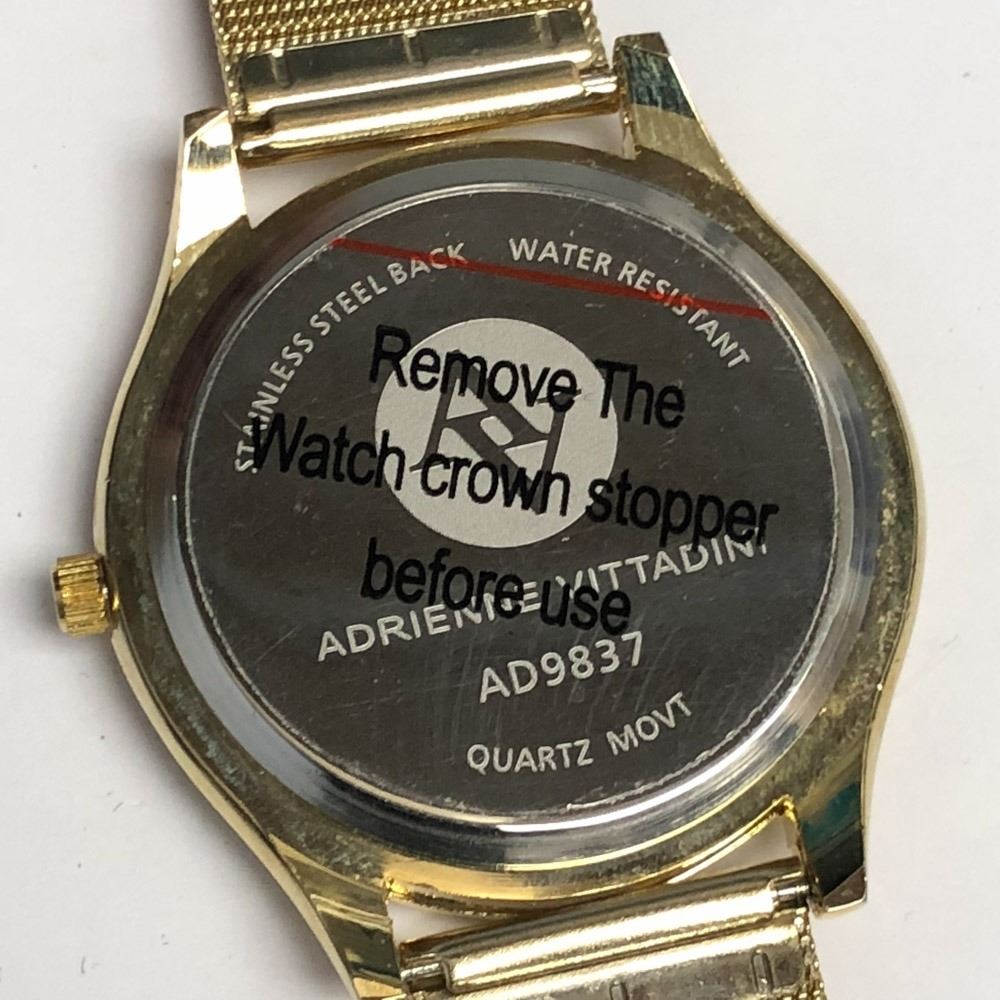 STAINLESS STEEL BACK WATER RESISTANT
Remove The
Watch crown stopper
before use
ADRIENNE VITTADINI
AD9837
QUARTZ MOVT